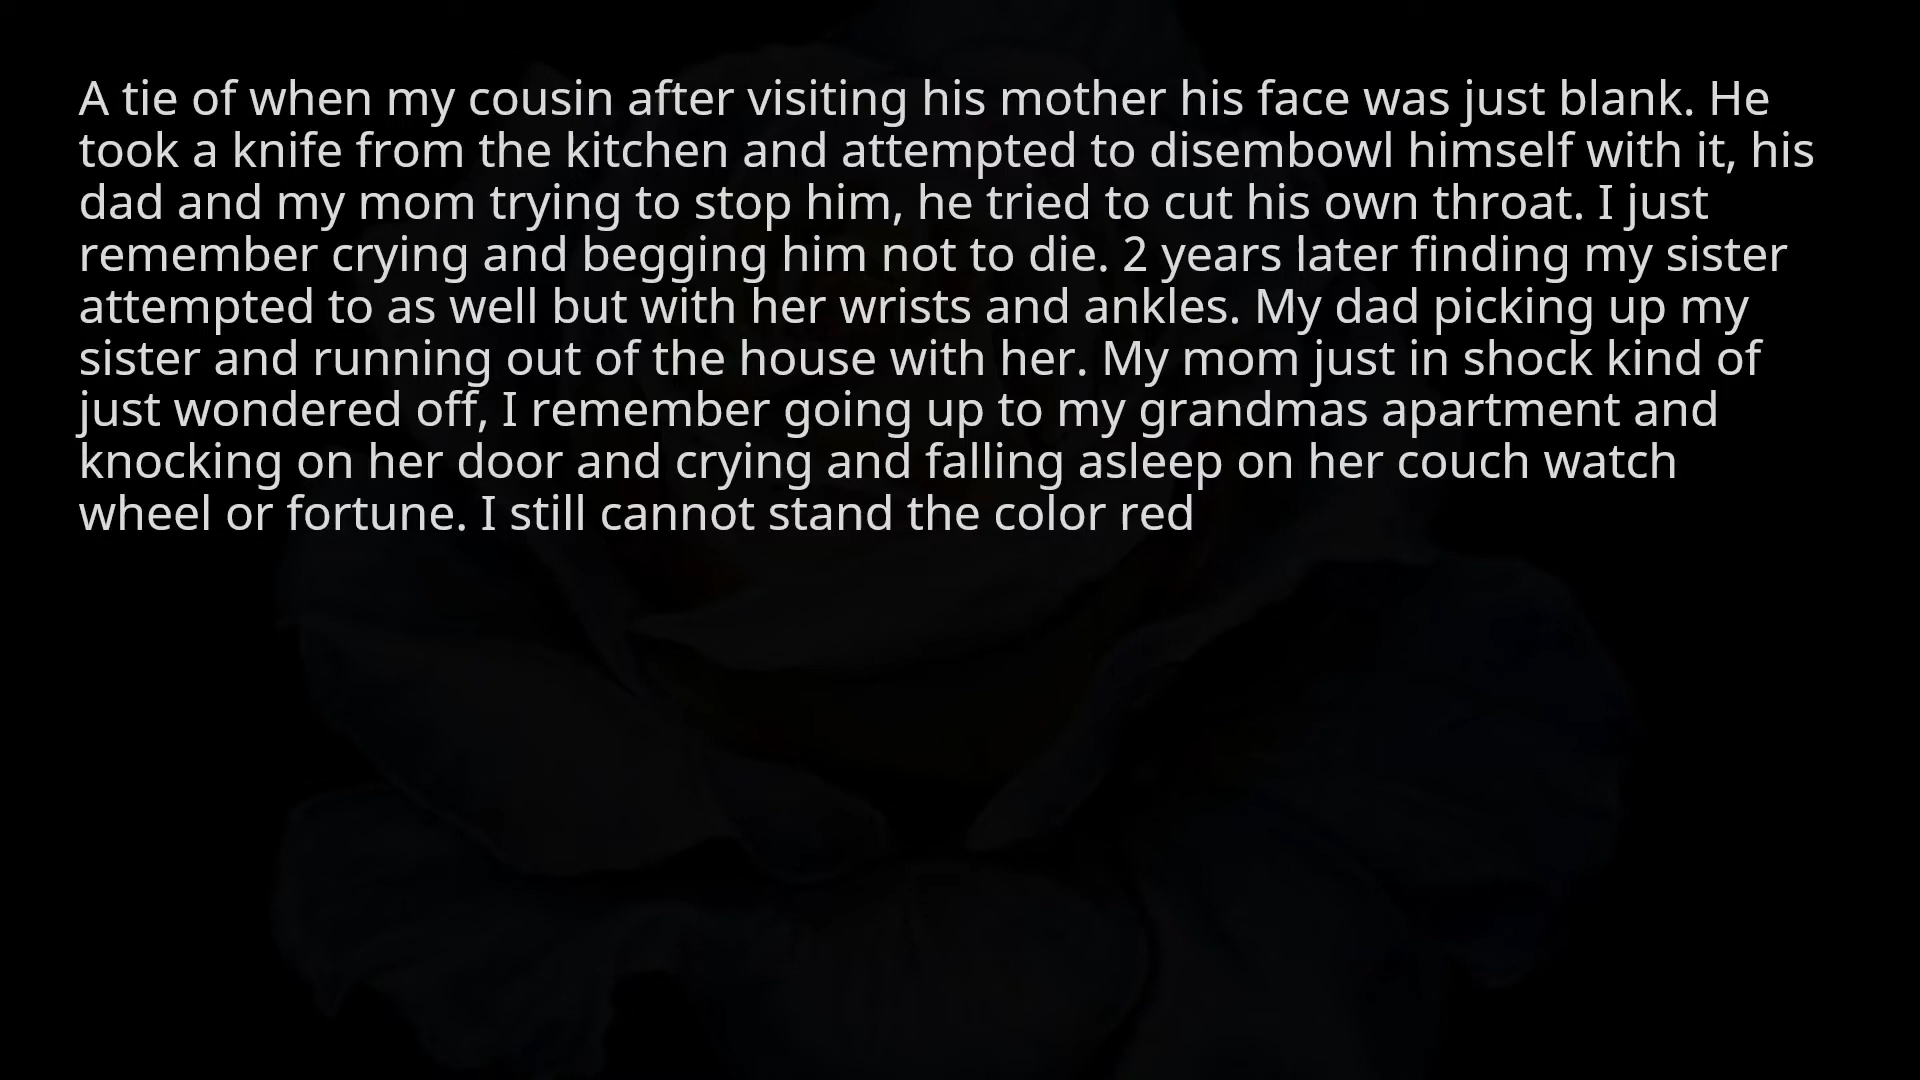 A tie of when my cousin after visiting his mother his face was just blank. He
took a knife from the kitchen and attempted to disembowl himself with it, his
dad and my mom trying to stop him, he tried to cut his own throat. I just
remember crying and begging him not to die. 2 years later finding my sister
attempted to as well but with her wrists and ankles. My dad picking up my
sister and running out of the house with her. My mom just in shock kind of
just wondered off, I remember going up to my grandmas apartment and
knocking on her door and crying and falling asleep on her couch watch
wheel or fortune. I still cannot stand the color red